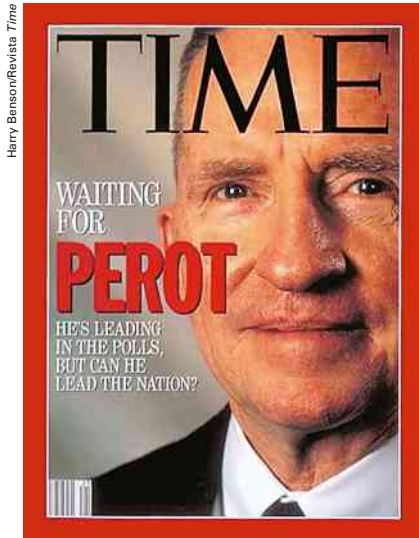 Harry Benson/Revista Time
TIME
WAITING
FOR
PEROT
HE'S LEADING
IN THE POLLS,
BUT CAN HE
LEAD THE NATION?